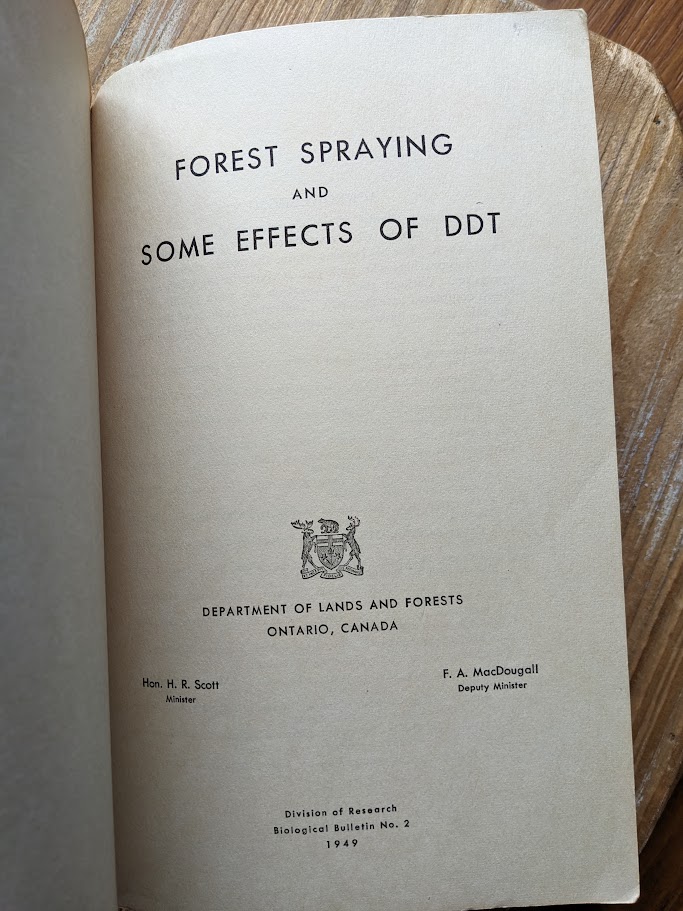 FOREST SPRAYING
AND
SOME EFFECTS OF DDT
DEPARTMENT OF LANDS AND FORESTS
ONTARIO, CANADA
Hon. H. R. Scott
Minister
F. A. MacDougall
Deputy Minister
Division of Research
Biological Bulletin No. 2
1949